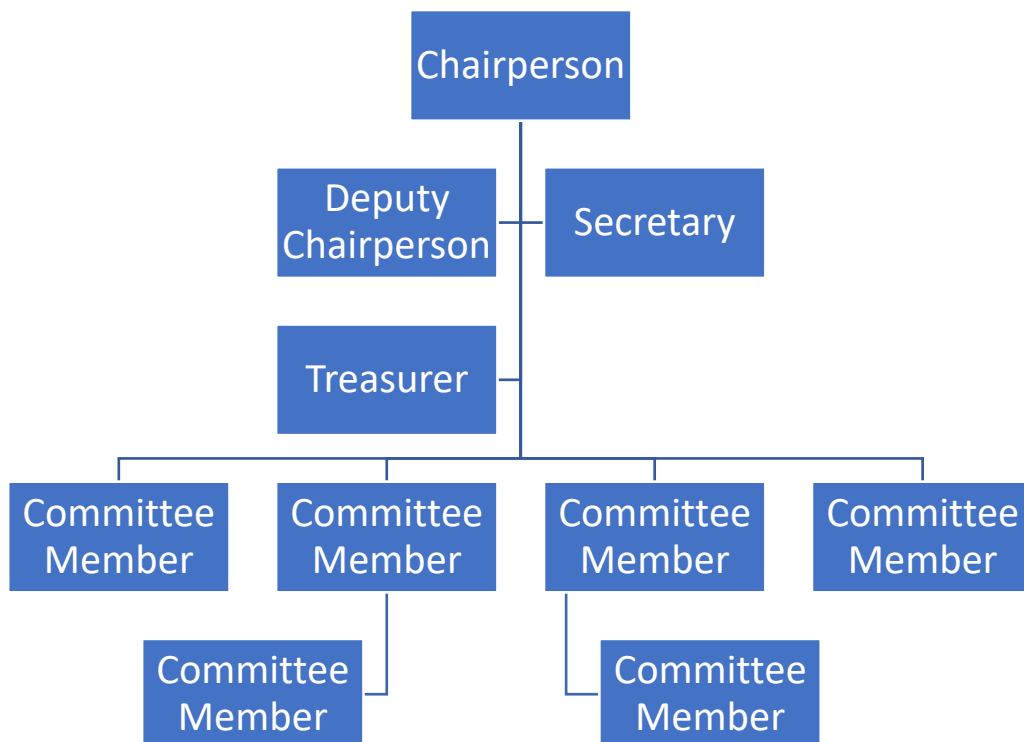 Chairperson
Deputy
Chairperson
Secretary
Treasurer
Committee
Member
Committee
Member
Committee
Member
Committee
Member
Committee
Member
Committee
Member